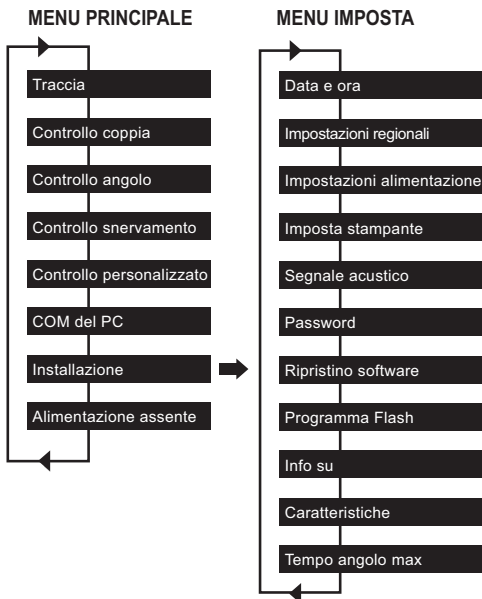 MENU PRINCIPALE
Traccia
Controllo coppia
Controllo angolo
Controllo snervamento
Controllo personalizzato
COM del PC
Installazione
Alimentazione assente
MENU IMPOSTA
Data e ora
Impostazioni regionali
Impostazioni alimentazione
Imposta stampante
Segnale acustico
Password
Ripristino software
Programma Flash
Info su
Caratteristiche
Tempo angolo max